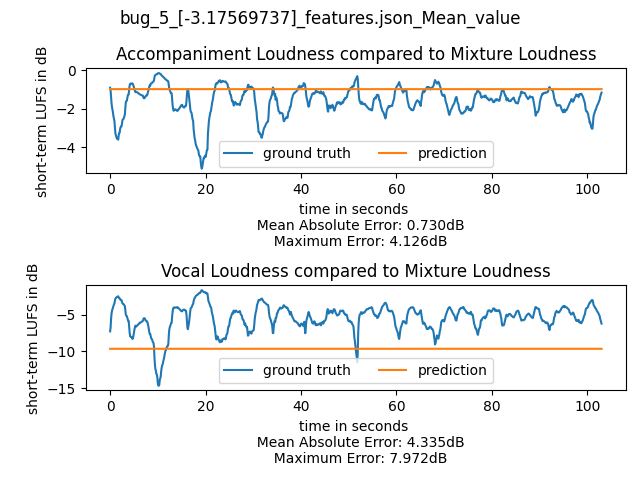 bug_5_[-3.17569737]_features.json_Mean_value
Accompaniment Loudness compared to Mixture Loudness
short-term LUFS in dB
0
−2
−4
ground truth
prediction
0 20 40 60 80 100
time in seconds
Mean Absolute Error: 0.730dB
Maximum Error: 4.126dB
Vocal Loudness compared to Mixture Loudness
short-term LUFS in dB
−5
−10
−15
ground truth
prediction
0 20 40 60 80 100
time in seconds
Mean Absolute Error: 4.335dB
Maximum Error: 7.972dB